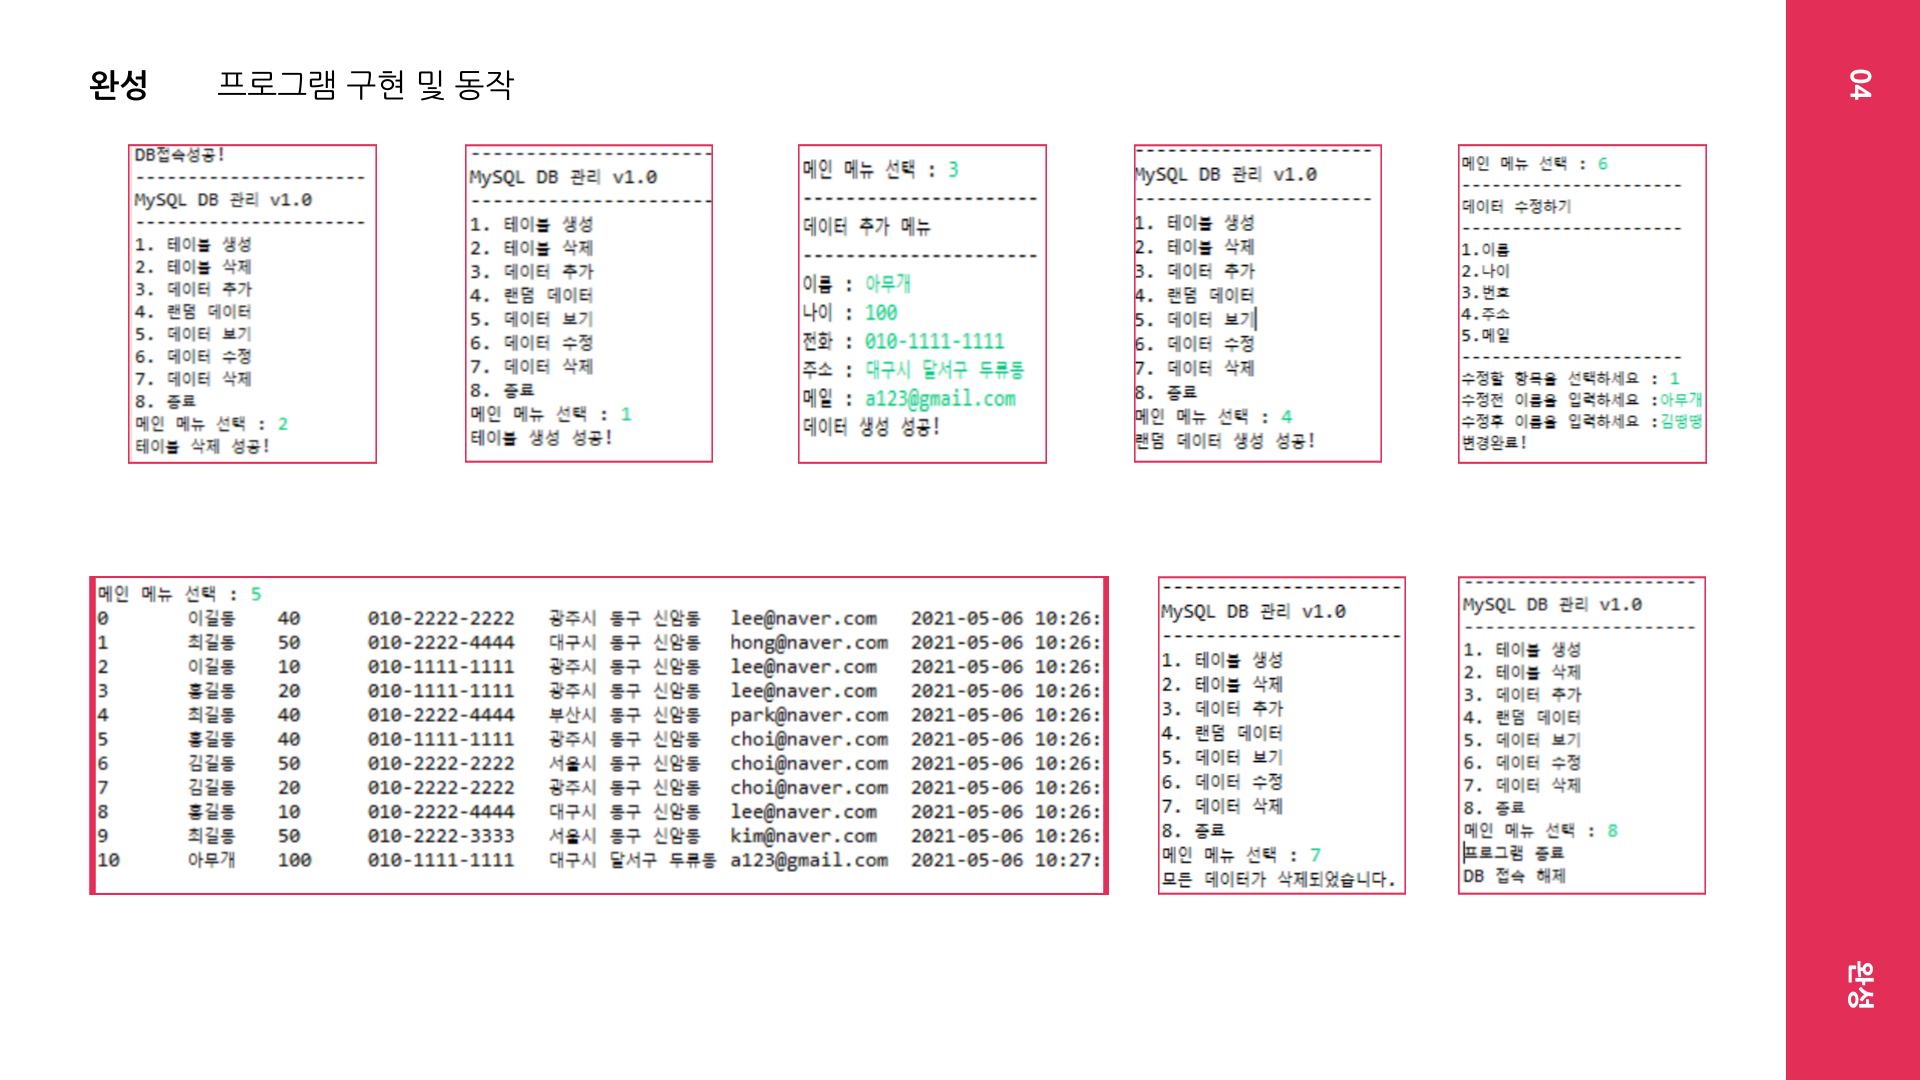 완성 프로그램 구현 및 동작
04
DB접속성공!
----------------------
MySQL DB 관리 v1.0
----------------------
1. 테이블 생성
2. 테이블 삭제
3. 데이터 추가
4. 랜덤 데이터
5. 데이터 보기
6. 데이터 수정
7. 데이터 삭제
8. 종료
메인 메뉴 선택 : 2
테이블 삭제 성공!
----------------------
MySQL DB 관리 v1.0
----------------------
1. 테이블 생성
2. 테이블 삭제
3. 데이터 추가
4. 랜덤 데이터
5. 데이터 보기
6. 데이터 수정
7. 데이터 삭제
8. 종료
메인 메뉴 선택 : 1
테이블 생성 성공!
메인 메뉴 선택 : 3
----------------------
데이터 추가 메뉴
----------------------
이름 : 아무개
나이 : 100
전화 : 010-1111-1111
주소 : 대구시 달서구 두류동
메일 : a123@gmail.com
데이터 생성 성공!
----------------------
MySQL DB 관리 v1.0
----------------------
1. 테이블 생성
2. 테이블 삭제
3. 데이터 추가
4. 랜덤 데이터
5. 데이터 보기
6. 데이터 수정
7. 데이터 삭제
8. 종료
메인 메뉴 선택 : 4
랜덤 데이터 생성 성공!
메인 메뉴 선택 : 6
----------------------
데이터 수정하기
----------------------
1.이름
2.나이
3.번호
4.주소
5.메일
----------------------
수정할 항목을 선택하세요 : 1
수정전 이름을 입력하세요 :아무개
수정후 이름을 입력하세요 :김땡땡
변경완료!
메인 메뉴 선택 : 5
0 이길동 40 010-2222-2222 광주시 동구 신암동 lee@naver.com 2021-05-06 10:26:
1 최길동 50 010-2222-4444 대구시 동구 신암동 hong@naver.com 2021-05-06 10:26:
2 이길동 10 010-1111-1111 광주시 동구 신암동 lee@naver.com 2021-05-06 10:26:
3 홍길동 20 010-1111-1111 광주시 동구 신암동 lee@naver.com 2021-05-06 10:26:
4 최길동 40 010-2222-4444 부산시 동구 신암동 park@naver.com 2021-05-06 10:26:
5 홍길동 40 010-1111-1111 광주시 동구 신암동 choi@naver.com 2021-05-06 10:26:
6 김길동 50 010-2222-2222 서울시 동구 신암동 choi@naver.com 2021-05-06 10:26:
7 김길동 20 010-2222-2222 광주시 동구 신암동 choi@naver.com 2021-05-06 10:26:
8 홍길동 10 010-2222-4444 대구시 동구 신암동 lee@naver.com 2021-05-06 10:26:
9 최길동 50 010-2222-3333 서울시 동구 신암동 kim@naver.com 2021-05-06 10:26:
10 아무개 100 010-1111-1111 대구시 달서구 두류동 a123@gmail.com 2021-05-06 10:27:
----------------------
MySQL DB 관리 v1.0
----------------------
1. 테이블 생성
2. 테이블 삭제
3. 데이터 추가
4. 랜덤 데이터
5. 데이터 보기
6. 데이터 수정
7. 데이터 삭제
8. 종료
메인 메뉴 선택 : 7
모든 데이터가 삭제되었습니다.
----------------------
MySQL DB 관리 v1.0
----------------------
1. 테이블 생성
2. 테이블 삭제
3. 데이터 추가
4. 랜덤 데이터
5. 데이터 보기
6. 데이터 수정
7. 데이터 삭제
8. 종료
메인 메뉴 선택 : 8
프로그램 종료
DB 접속 해제
완성